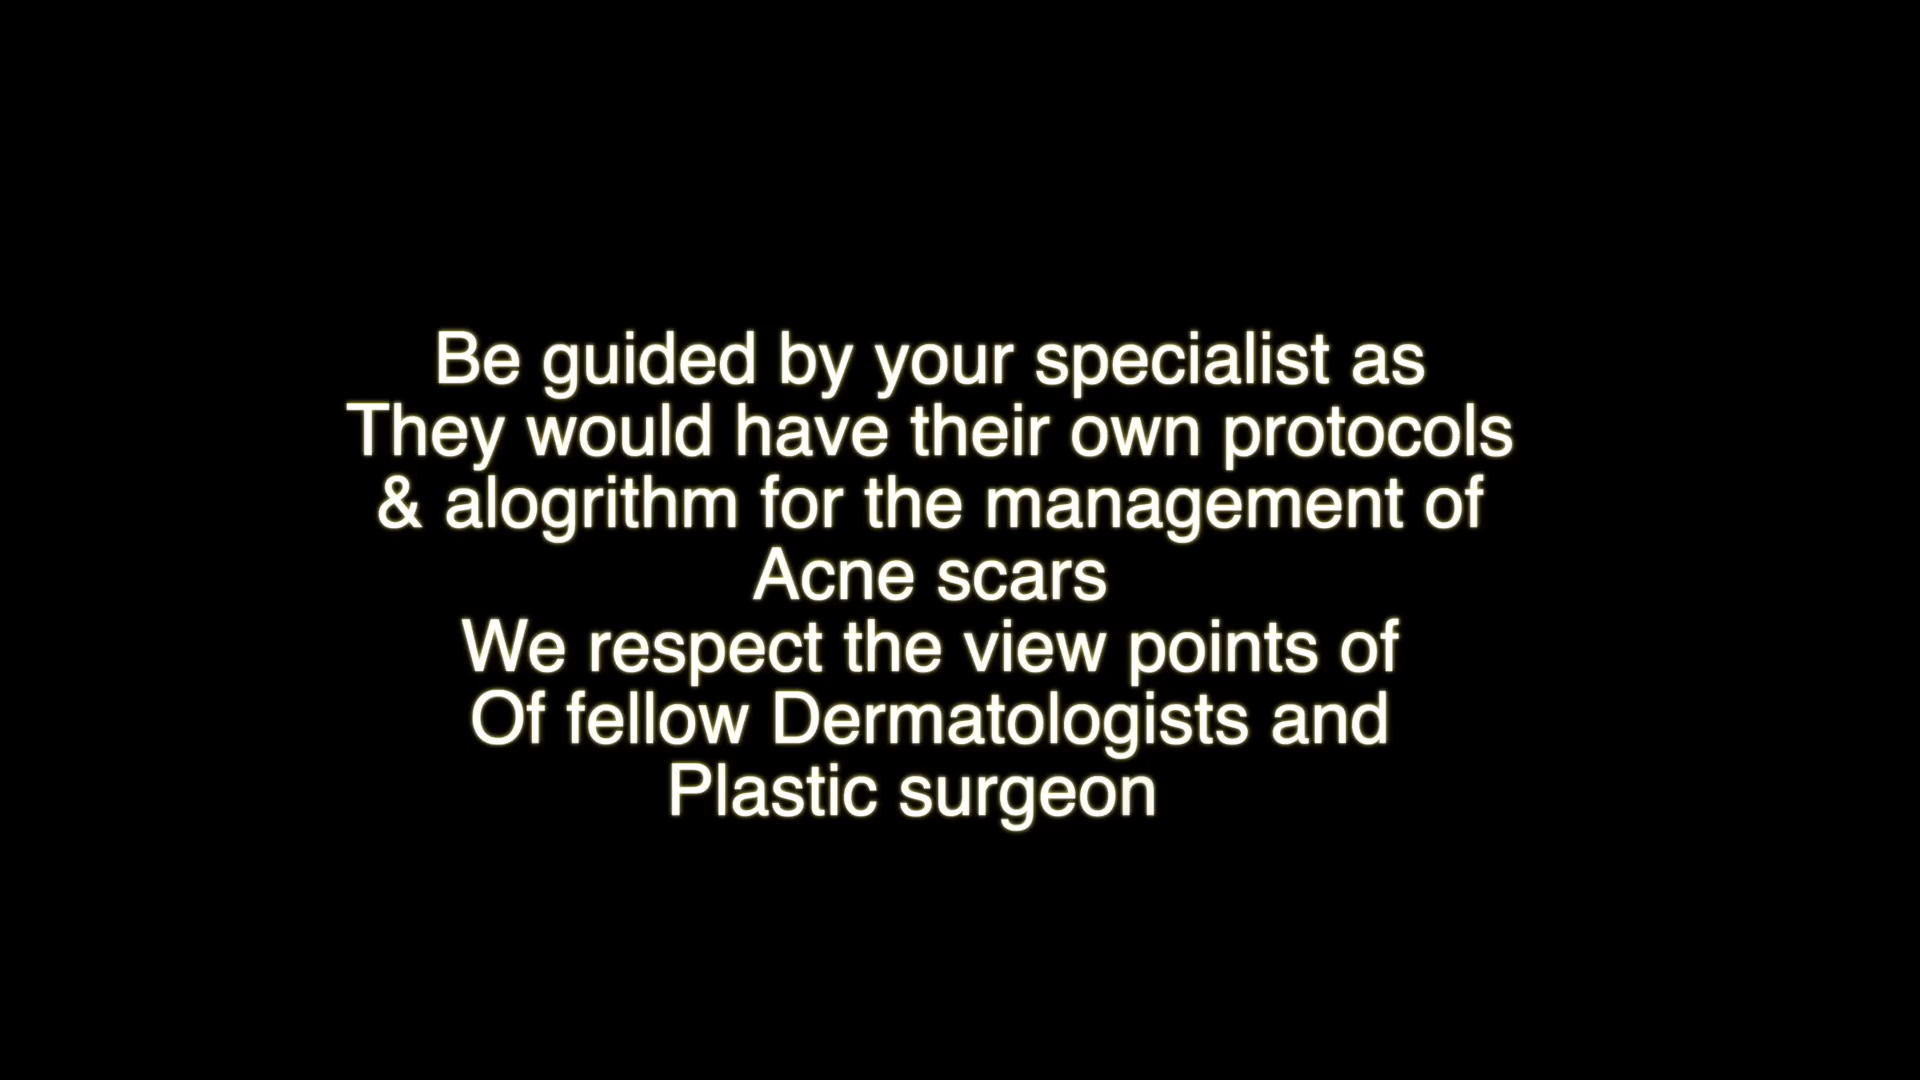 Be guided by your specialist as
They would have their own protocols
& alogrithm for the management of
Acne scars
We respect the view points of
Of fellow Dermatologists and
Plastic surgeon